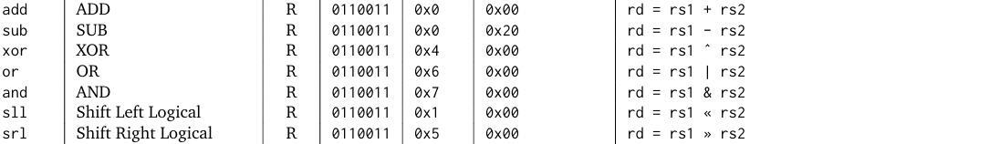 add ADD R 0110011 0x0 0x00 rd = rs1 + rs2
sub SUB R 0110011 0x0 0x20 rd = rs1 - rs2
xor XOR R 0110011 0x4 0x00 rd = rs1 ˆ rs2
or OR R 0110011 0x6 0x00 rd = rs1 | rs2
and AND R 0110011 0x7 0x00 rd = rs1 & rs2
sll Shift Left Logical R 0110011 0x1 0x00 rd = rs1 « rs2
srl Shift Right Logical R 0110011 0x5 0x00 rd = rs1 » rs2